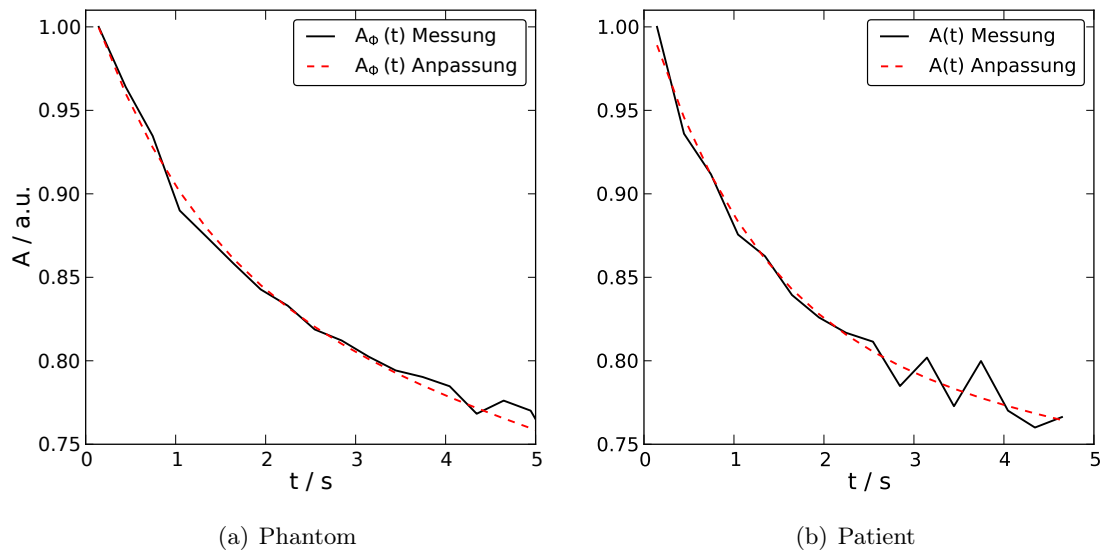 A_Φ (t) Messung
A_Φ (t) Anpassung
1.00
0.95
0.90
0.85
0.80
0.75
A / a.u.
0 1 2 3 4 5
t / s
(a) Phantom
A(t) Messung
A(t) Anpassung
1.00
0.95
0.90
0.85
0.80
0.75
0 1 2 3 4 5
t / s
(b) Patient